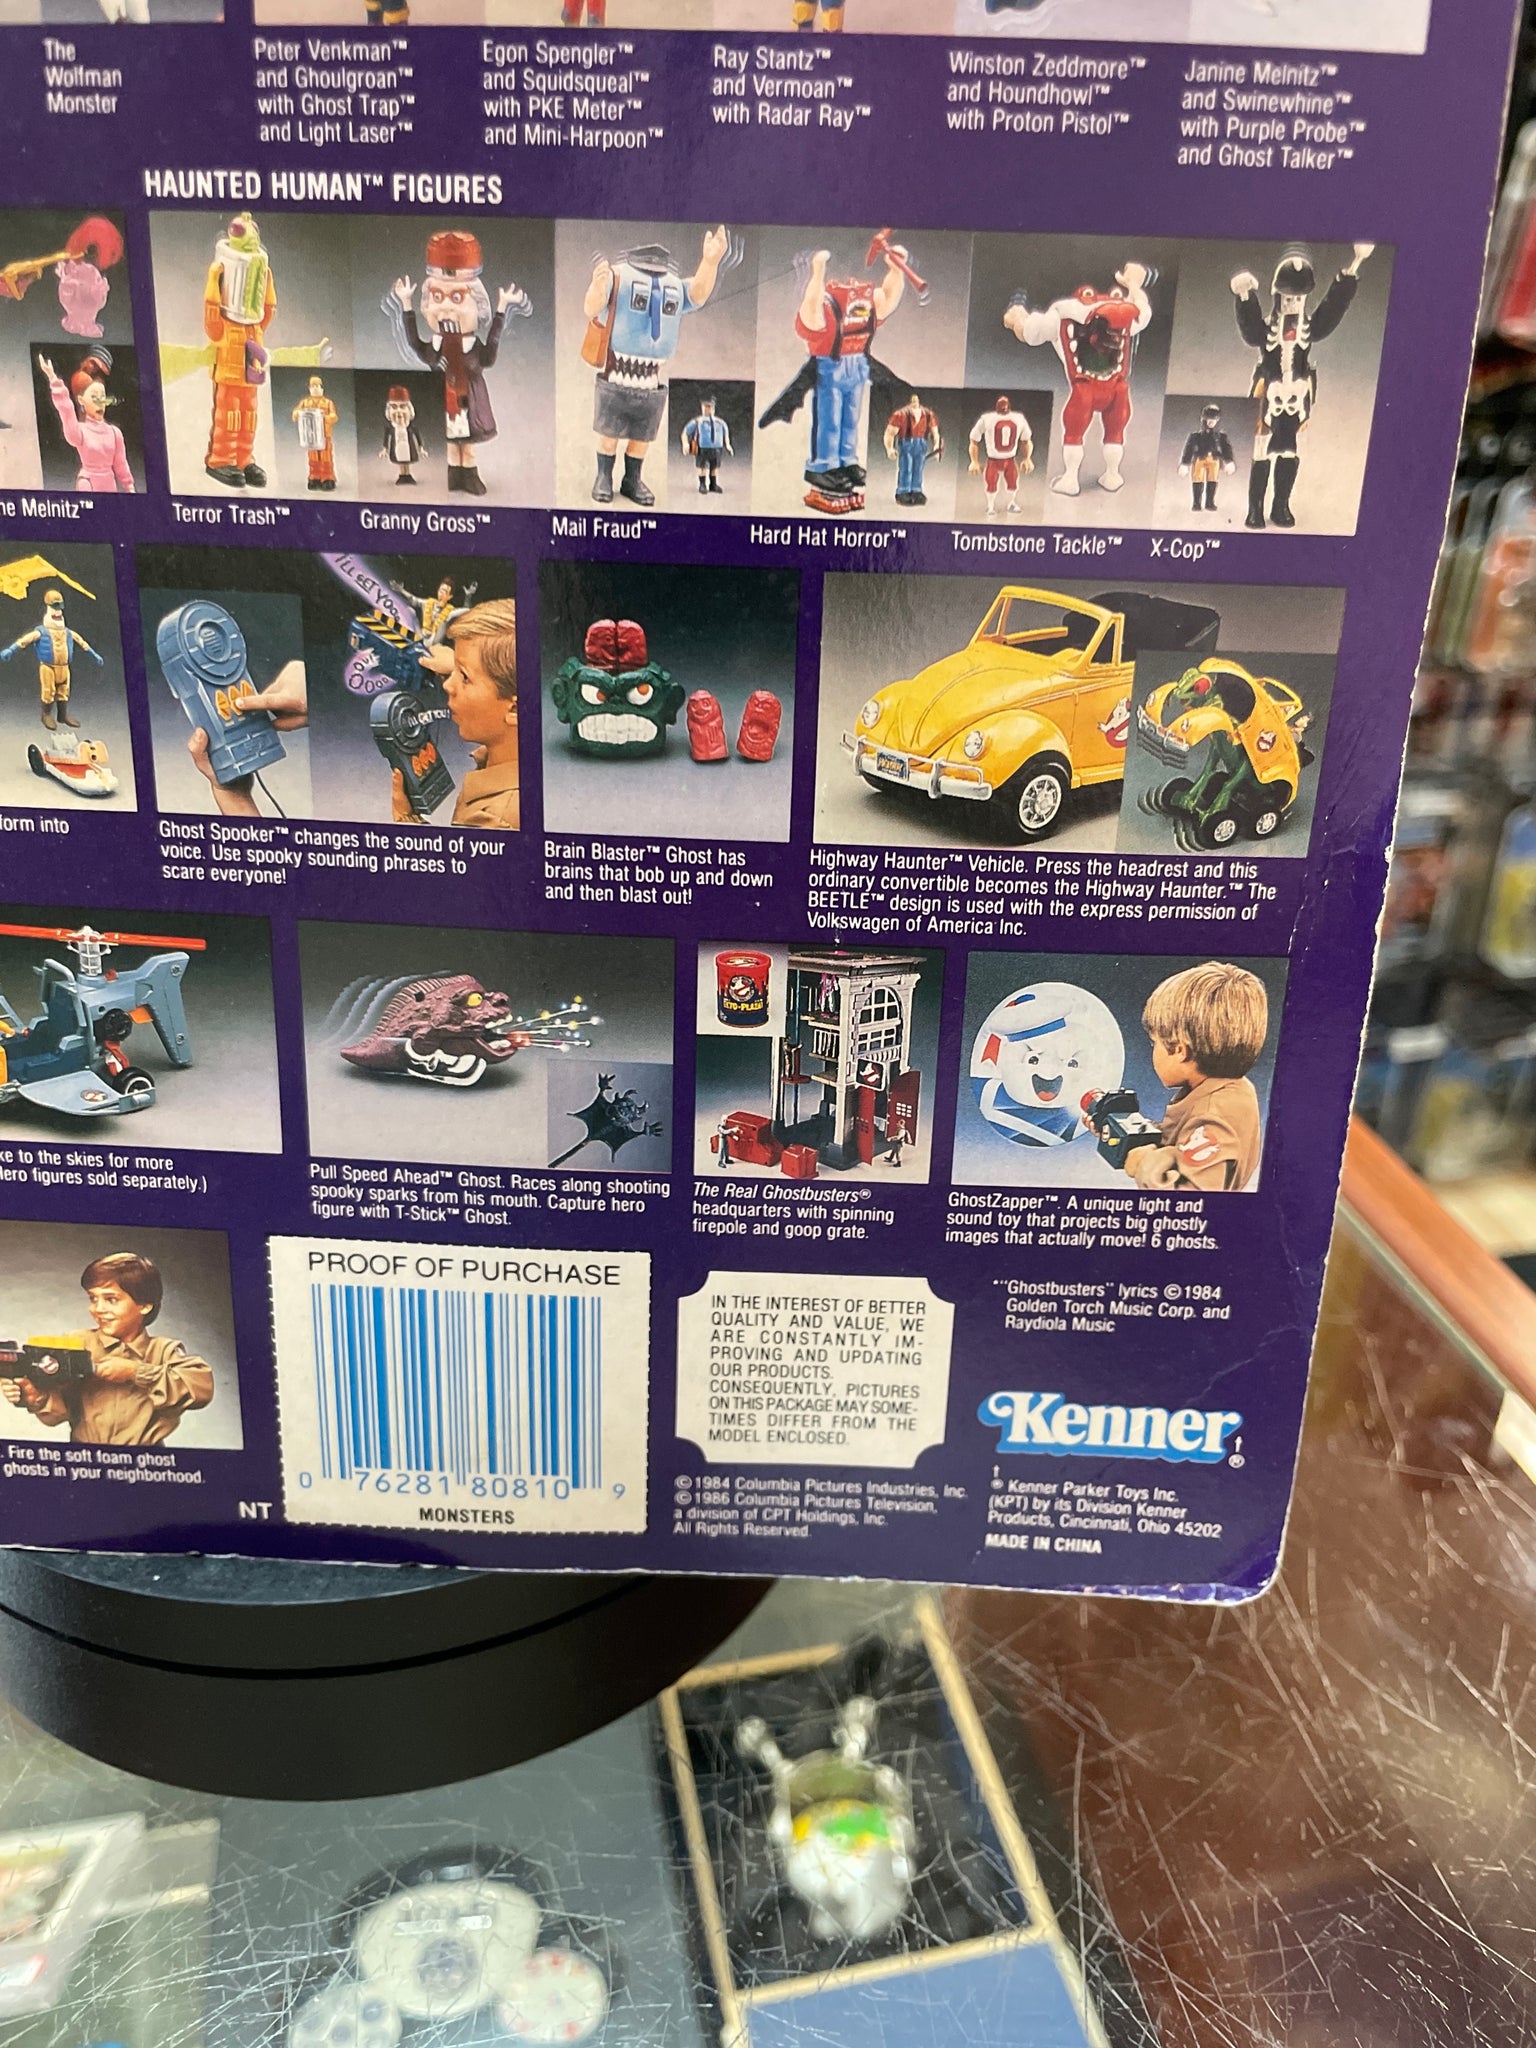 The
Wolfman
Monster
Peter Venkman™
and Ghoulgroan™
with Ghost Trap™
and Light Laser™
Egon Spengler™
and Squidsqueal™
with PKE Meter™
and Mini-Harpoon™
Ray Stantz™
and Vermoan™
with Radar Ray™
Winston Zeddmore™
and Houndhowl™
with Proton Pistol™
Janine Melnitz™
and Swinewhine™
with Purple Probe™
and Ghost Talker™
HAUNTED HUMAN™ FIGURES
ne Melnitz™
Terror Trash™
Granny Gross™
Mail Fraud™
Hard Hat Horror™
Tombstone Tackle™
X-Cop™
I'LL GET YOU
form into
Ghost Spooker™ changes the sound of your
voice. Use spooky sounding phrases to
scare everyone!
Brain Blaster™ Ghost has
brains that bob up and down
and then blast out!
Highway Haunter™ Vehicle. Press the headrest and this
ordinary convertible becomes the Highway Haunter.™ The
BEETLE™ design is used with the express permission of
Volkswagen of America Inc.
ECTO-PLAZM
ke to the skies for more
Hero figures sold separately.)
Pull Speed Ahead™ Ghost. Races along shooting
spooky sparks from his mouth. Capture hero
figure with T-Stick™ Ghost.
The Real Ghostbusters®
headquarters with spinning
firepole and goop grate.
GhostZapper™. A unique light and
sound toy that projects big ghostly
images that actually move! 6 ghosts.
. Fire the soft foam ghost
ghosts in your neighborhood.
NT
PROOF OF PURCHASE
0 76281 80810 9
MONSTERS
IN THE INTEREST OF BETTER
QUALITY AND VALUE, WE
ARE CONSTANTLY IM-
PROVING AND UPDATING
OUR PRODUCTS.
CONSEQUENTLY, PICTURES
ON THIS PACKAGE MAY SOME-
TIMES DIFFER FROM THE
MODEL ENCLOSED.
© 1984 Columbia Pictures Industries, Inc.
© 1986 Columbia Pictures Television,
a division of CPT Holdings, Inc.
All Rights Reserved.
*"Ghostbusters" lyrics © 1984
Golden Torch Music Corp. and
Raydiola Music
Kenner†®
†
® Kenner Parker Toys Inc.
(KPT) by its Division Kenner
Products, Cincinnati, Ohio 45202
MADE IN CHINA